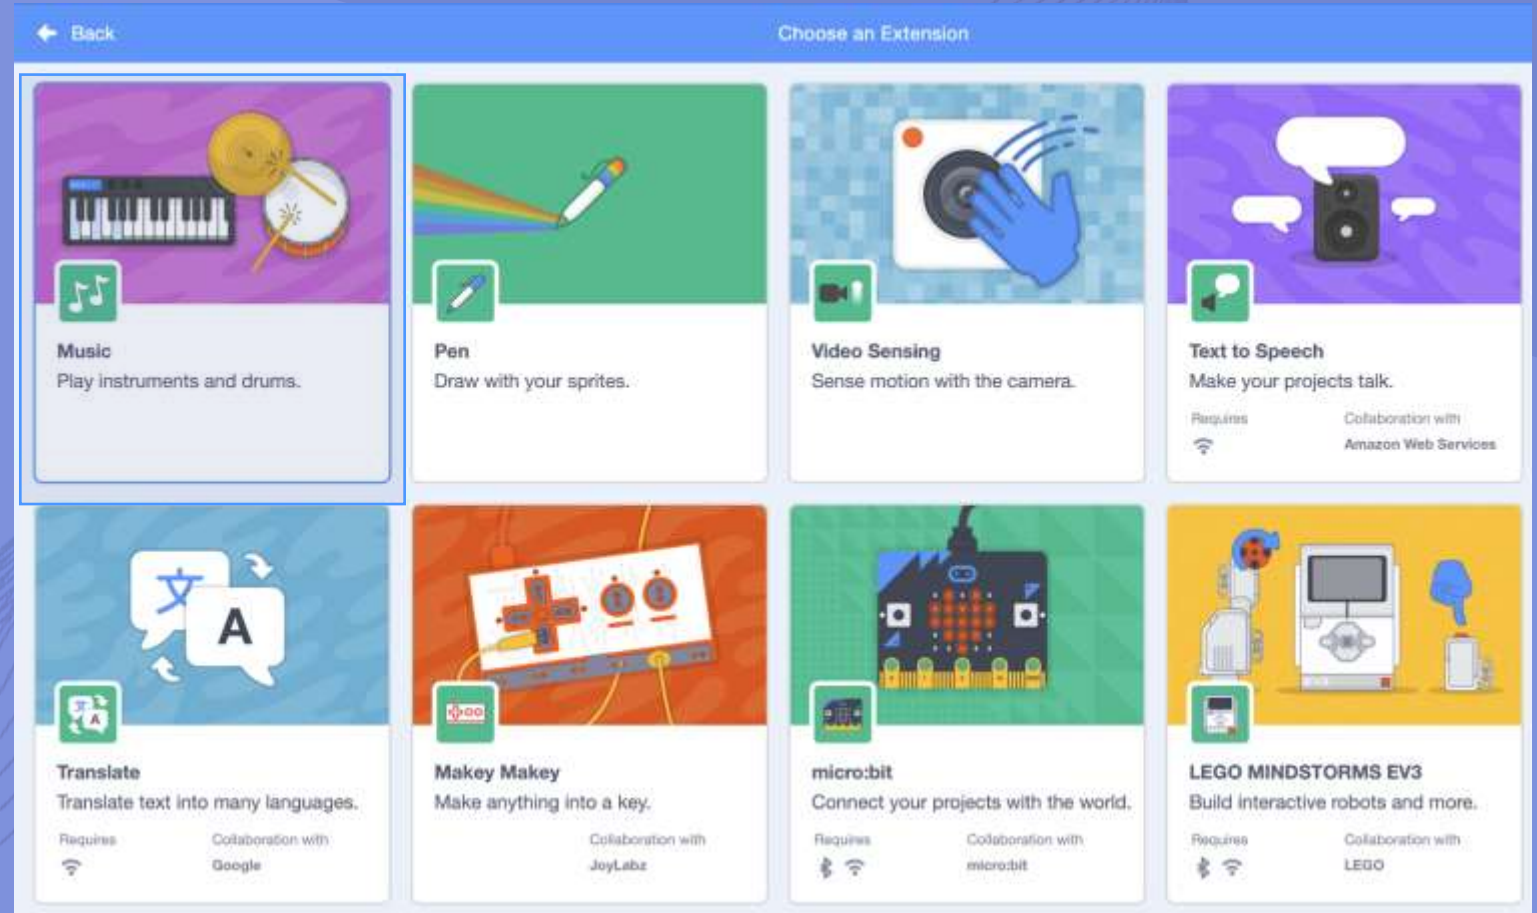 Back
Choose an Extension
Music
Play instruments and drums.
Pen
Draw with your sprites.
Video Sensing
Sense motion with the camera.
Text to Speech
Make your projects talk.
Requires
Collaboration with
Amazon Web Services
文
A
Translate
Translate text into many languages.
Requires
Collaboration with
Google
Makey Makey
Make anything into a key.
Collaboration with
JoyLabz
micro:bit
Connect your projects with the world.
Requires
Collaboration with
micro:bit
LEGO MINDSTORMS EV3
Build interactive robots and more.
Requires
Collaboration with
LEGO